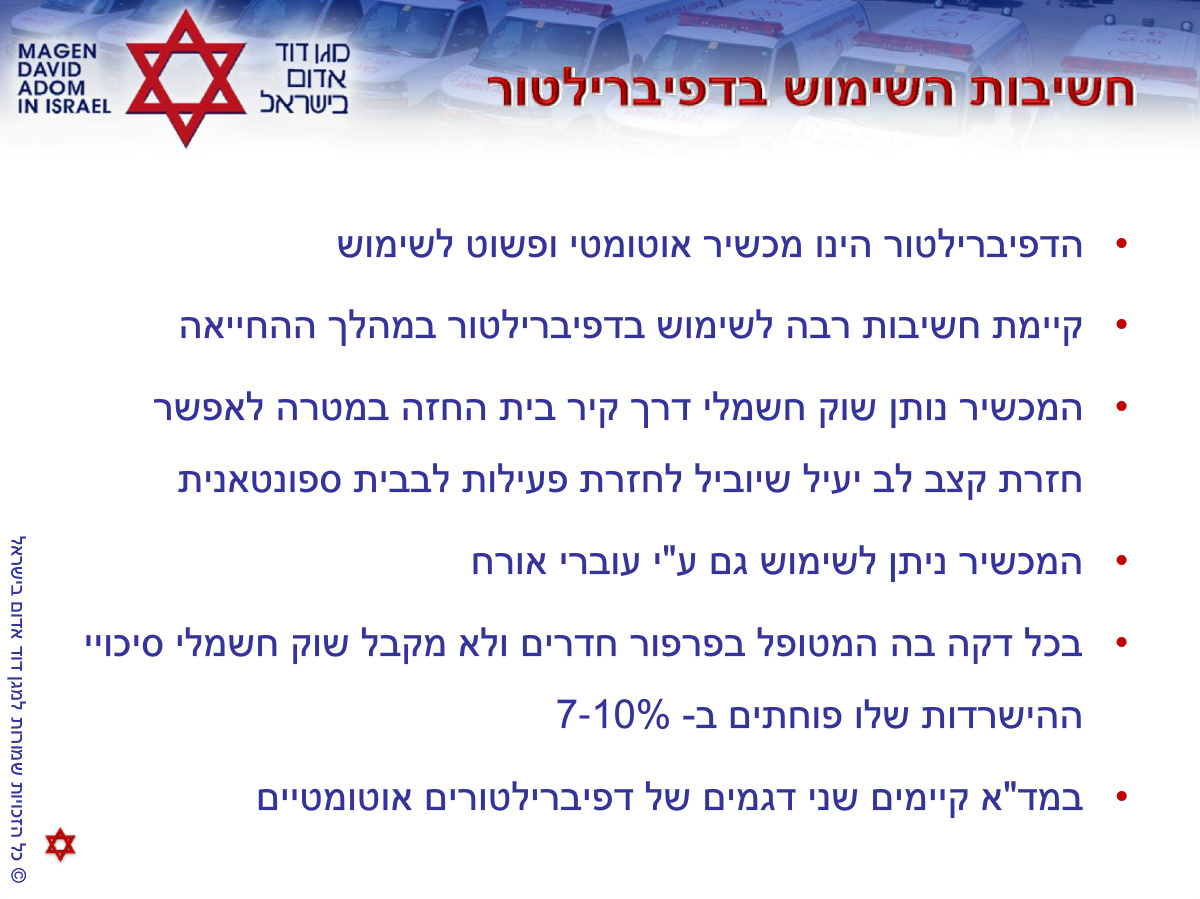 MAGEN
DAVID
ADOM
IN ISRAEL
מגן דוד
אדום
בישראל
חשיבות השימוש בדפיברילטור
• הדפיברילטור הינו מכשיר אוטומטי ופשוט לשימוש
• קיימת חשיבות רבה לשימוש בדפיברילטור במהלך ההחייאה
• המכשיר נותן שוק חשמלי דרך קיר בית החזה במטרה לאפשר
חזרת קצב לב יעיל שיוביל לחזרת פעילות לבבית ספונטאנית
• המכשיר ניתן לשימוש גם ע"י עוברי אורח
• בכל דקה בה המטופל בפרפור חדרים ולא מקבל שוק חשמלי סיכויי
ההישרדות שלו פוחתים ב- 7-10%
• במד"א קיימים שני דגמים של דפיברילטורים אוטומטיים
© כל הזכויות שמורות למגן דוד אדום בישראל